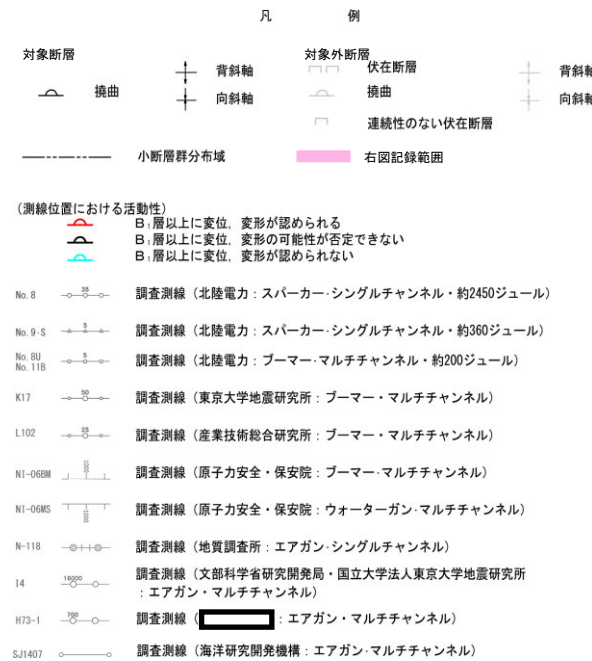 凡 例
対象断層
撓曲
背斜軸
向斜軸
小断層群分布域
対象外断層
伏在断層
撓曲
連続性のない伏在断層
背斜軸
向斜軸
右図記録範囲
(測線位置における活動性)
B₁層以上に変位，変形が認められる
B₁層以上に変位，変形の可能性が否定できない
B₁層以上に変位，変形が認められない
No. 8 35 調査測線（北陸電力：スパーカー・シングルチャンネル・約2450ジュール）
No. 9・S 5 調査測線（北陸電力：スパーカー・シングルチャンネル・約360ジュール）
No. 8U
No. 11B 5 調査測線（北陸電力：ブーマー・マルチチャンネル・約200ジュール）
K17 50 調査測線（東京大学地震研究所：ブーマー・マルチチャンネル）
L102 25 調査測線（産業技術総合研究所：ブーマー・マルチチャンネル）
NI-06BM 1000 調査測線（原子力安全・保安院：ブーマー・マルチチャンネル）
NI-06MS 1000 調査測線（原子力安全・保安院：ウォーターガン・マルチチャンネル）
N-118 調査測線（地質調査所：エアガン・シングルチャンネル）
I4 16000 調査測線（文部科学省研究開発局・国立大学法人東京大学地震研究所
：エアガン・マルチチャンネル）
H73-1 700 調査測線（ ：エアガン・マルチチャンネル）
SJ1407 調査測線（海洋研究開発機構：エアガン・マルチチャンネル）